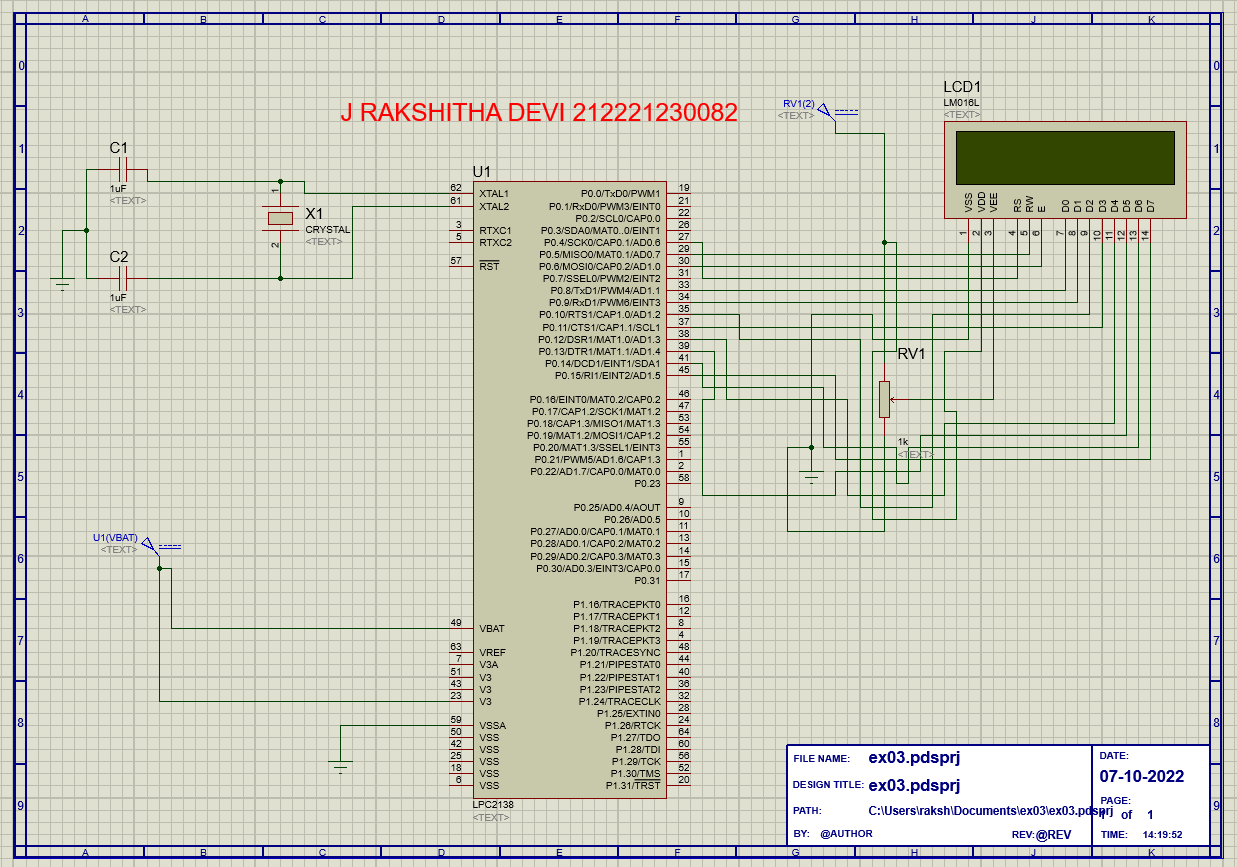 A B C D E F G H J K
0 0
J RAKSHITHA DEVI 212221230082
RV1(2)
<TEXT>
LCD1
LM016L
<TEXT>
1 1
C1
1uF
<TEXT>
U1
VSS VDD VEE RS RW E D0 D1 D2 D3 D4 D5 D6 D7
1 2 3 4 5 6 7 8 9 10 11 12 13 14
1
X1
CRYSTAL
<TEXT>
2
2 2
C2
1uF
<TEXT>
62 XTAL1
61 XTAL2
3 RTXC1
5 RTXC2
57 RST
P0.0/TxD0/PWM1 19
P0.1/RxD0/PWM3/EINT0 21
P0.2/SCL0/CAP0.0 22
P0.3/SDA0/MAT0..0/EINT1 26
P0.4/SCK0/CAP0.1/AD0.6 27
P0.5/MISO0/MAT0.1/AD0.7 29
P0.6/MOSI0/CAP0.2/AD1.0 30
P0.7/SSEL0/PWM2/EINT2 31
P0.8/TxD1/PWM4/AD1.1 33
P0.9/RxD1/PWM6/EINT3 34
P0.10/RTS1/CAP1.0/AD1.2 35
P0.11/CTS1/CAP1.1/SCL1 37
P0.12/DSR1/MAT1.0/AD1.3 38
P0.13/DTR1/MAT1.1/AD1.4 39
P0.14/DCD1/EINT1/SDA1 41
P0.15/RI1/EINT2/AD1.5 45
P0.16/EINT0/MAT0.2/CAP0.2 46
P0.17/CAP1.2/SCK1/MAT1.2 47
P0.18/CAP1.3/MISO1/MAT1.3 53
P0.19/MAT1.2/MOSI1/CAP1.2 54
P0.20/MAT1.3/SSEL1/EINT3 55
P0.21/PWM5/AD1.6/CAP1.3 1
P0.22/AD1.7/CAP0.0/MAT0.0 2
P0.23 58
P0.25/AD0.4/AOUT 9
P0.26/AD0.5 10
P0.27/AD0.0/CAP0.1/MAT0.1 11
P0.28/AD0.1/CAP0.2/MAT0.2 13
P0.29/AD0.2/CAP0.3/MAT0.3 14
P0.30/AD0.3/EINT3/CAP0.0 15
P0.31 17
3 3
RV1
1k
<TEXT>
4 4
5 5
U1(VBAT)
<TEXT>
6 6
49 VBAT
63 VREF
7 V3A
51 V3
43 V3
23 V3
59 VSSA
50 VSS
42 VSS
25 VSS
18 VSS
6 VSS
P1.16/TRACEPKT0 16
P1.17/TRACEPKT1 12
P1.18/TRACEPKT2 8
P1.19/TRACEPKT3 4
P1.20/TRACESYNC 48
P1.21/PIPESTAT0 44
P1.22/PIPESTAT1 40
P1.23/PIPESTAT2 36
P1.24/TRACECLK 32
P1.25/EXTIN0 28
P1.26/RTCK 24
P1.27/TDO 64
P1.28/TDI 60
P1.29/TCK 56
P1.30/TMS 52
P1.31/TRST 20
7 7
8 8
LPC2138
<TEXT>
FILE NAME: ex03.pdsprj
DESIGN TITLE: ex03.pdsprj
PATH: C:\Users\raksh\Documents\ex03\ex03.pdsprj
BY: @AUTHOR REV:@REV
DATE:
07-10-2022
PAGE:
1 of 1
TIME: 14:19:52
9 9
A B C D E F G H J K